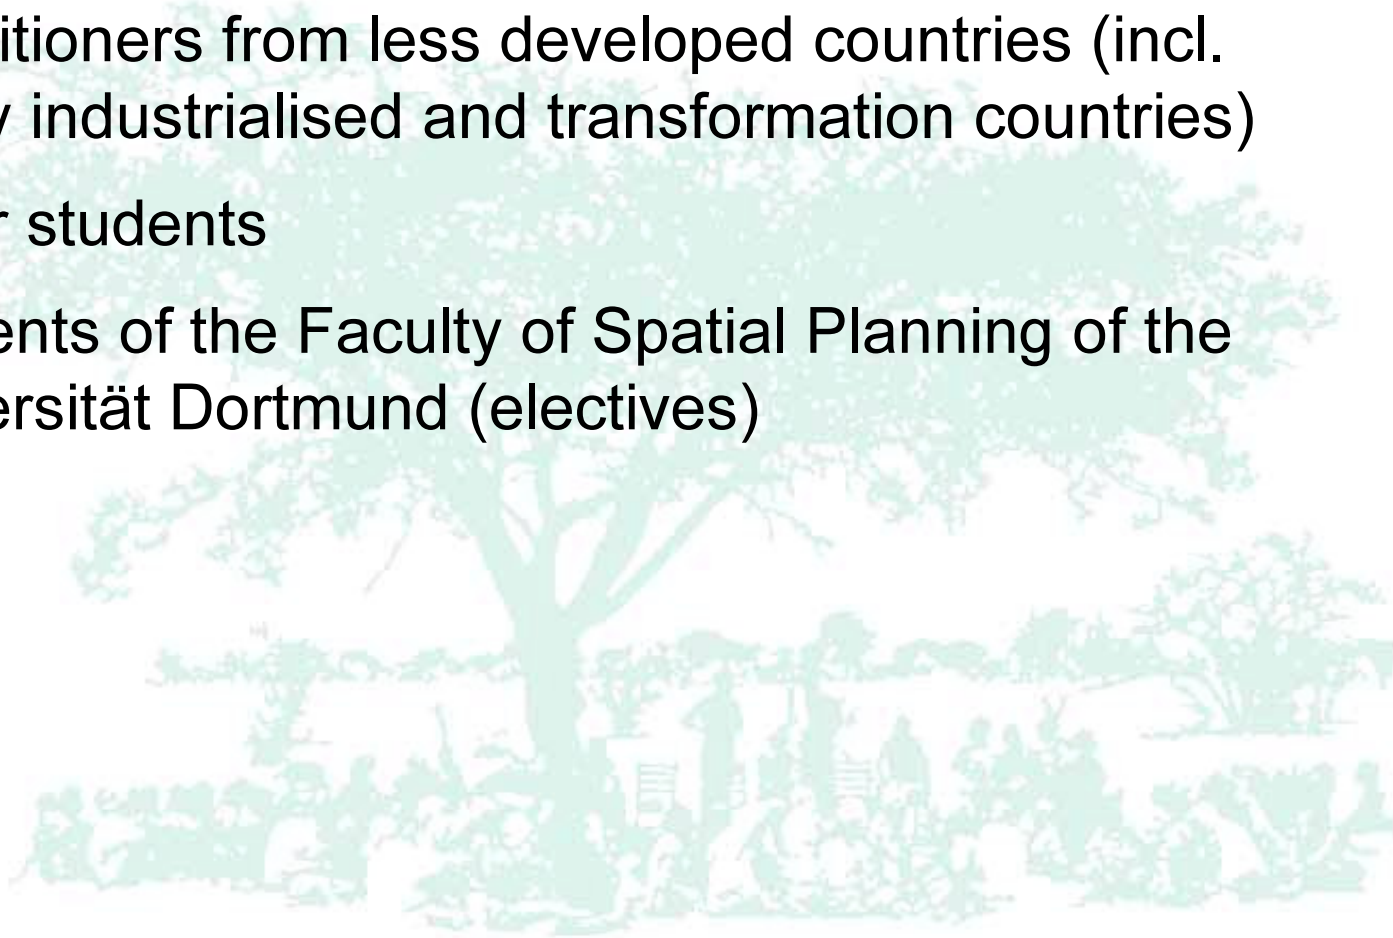 itioners from less developed countries (incl.
y industrialised and transformation countries)
r students
ents of the Faculty of Spatial Planning of the
ersität Dortmund (electives)